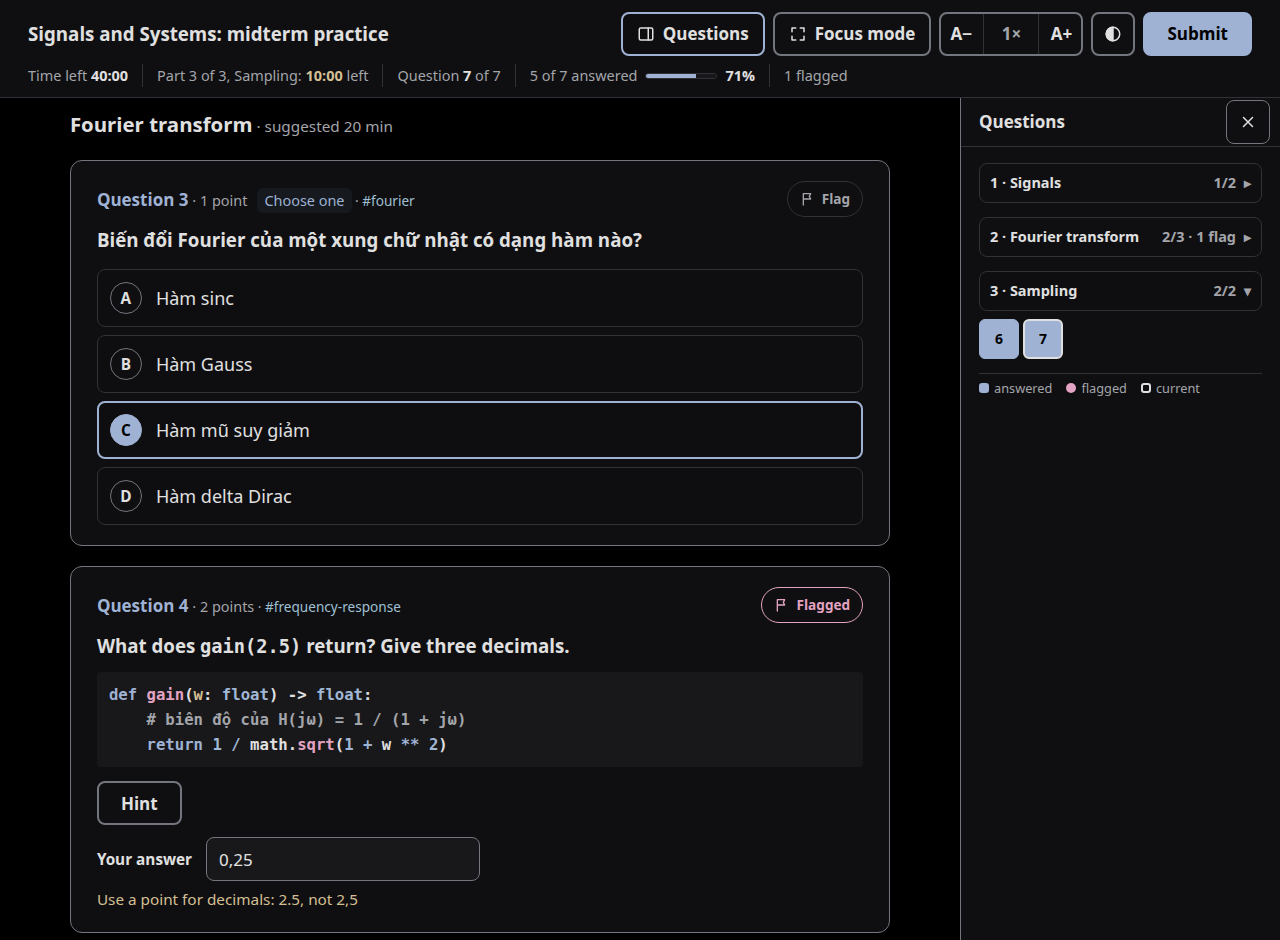 Signals and Systems: midterm practice
Questions
Focus mode
A−
1×
A+
Submit
Time left 40:00
Part 3 of 3, Sampling: 10:00 left
Question 7 of 7
5 of 7 answered
71%
1 flagged
Fourier transform · suggested 20 min
Question 3 · 1 point Choose one · #fourier
Flag
Biến đổi Fourier của một xung chữ nhật có dạng hàm nào?
A Hàm sinc
B Hàm Gauss
C Hàm mũ suy giảm
D Hàm delta Dirac
Question 4 · 2 points · #frequency-response
Flagged
What does gain(2.5) return? Give three decimals.
def gain(w: float) -> float:
# biên độ của H(jω) = 1 / (1 + jω)
return 1 / math.sqrt(1 + w ** 2)
Hint
Your answer 0,25
Use a point for decimals: 2.5, not 2,5
Questions
1 · Signals 1/2 ▸
2 · Fourier transform 2/3 · 1 flag ▸
3 · Sampling 2/2 ▾
6 7
answered flagged current